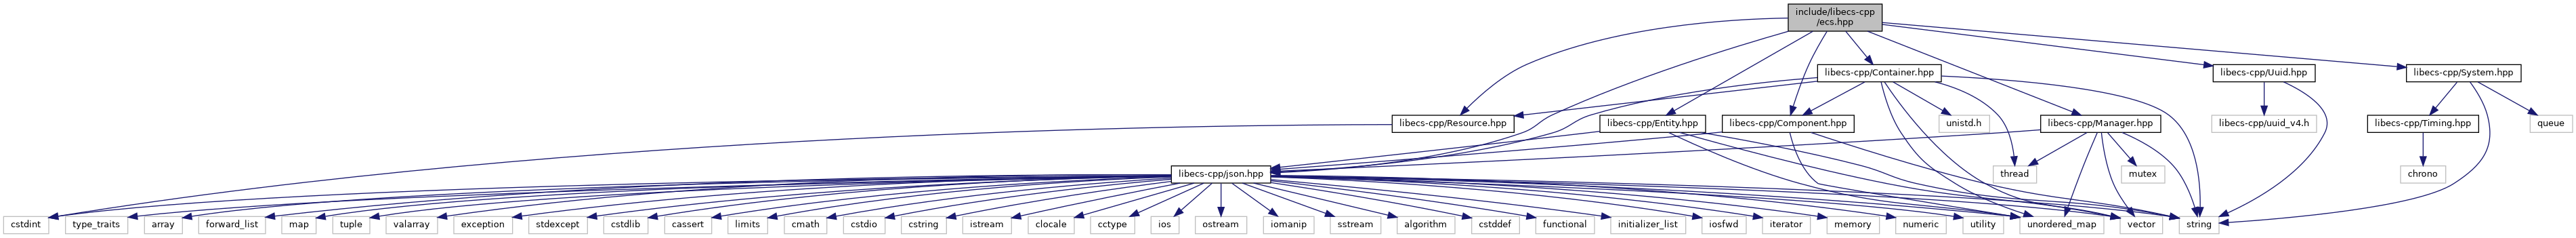 include/libecs-cpp
/ecs.hpp
libecs-cpp/Container.hpp
libecs-cpp/Uuid.hpp
libecs-cpp/System.hpp
libecs-cpp/Resource.hpp
libecs-cpp/Entity.hpp
libecs-cpp/Component.hpp
unistd.h
libecs-cpp/Manager.hpp
libecs-cpp/uuid_v4.h
libecs-cpp/Timing.hpp
queue
libecs-cpp/json.hpp
thread
mutex
chrono
cstdint
type_traits
array
forward_list
map
tuple
valarray
exception
stdexcept
cstdlib
cassert
limits
cmath
cstdio
cstring
istream
clocale
cctype
ios
ostream
iomanip
sstream
algorithm
cstddef
functional
initializer_list
iosfwd
iterator
memory
numeric
utility
unordered_map
vector
string